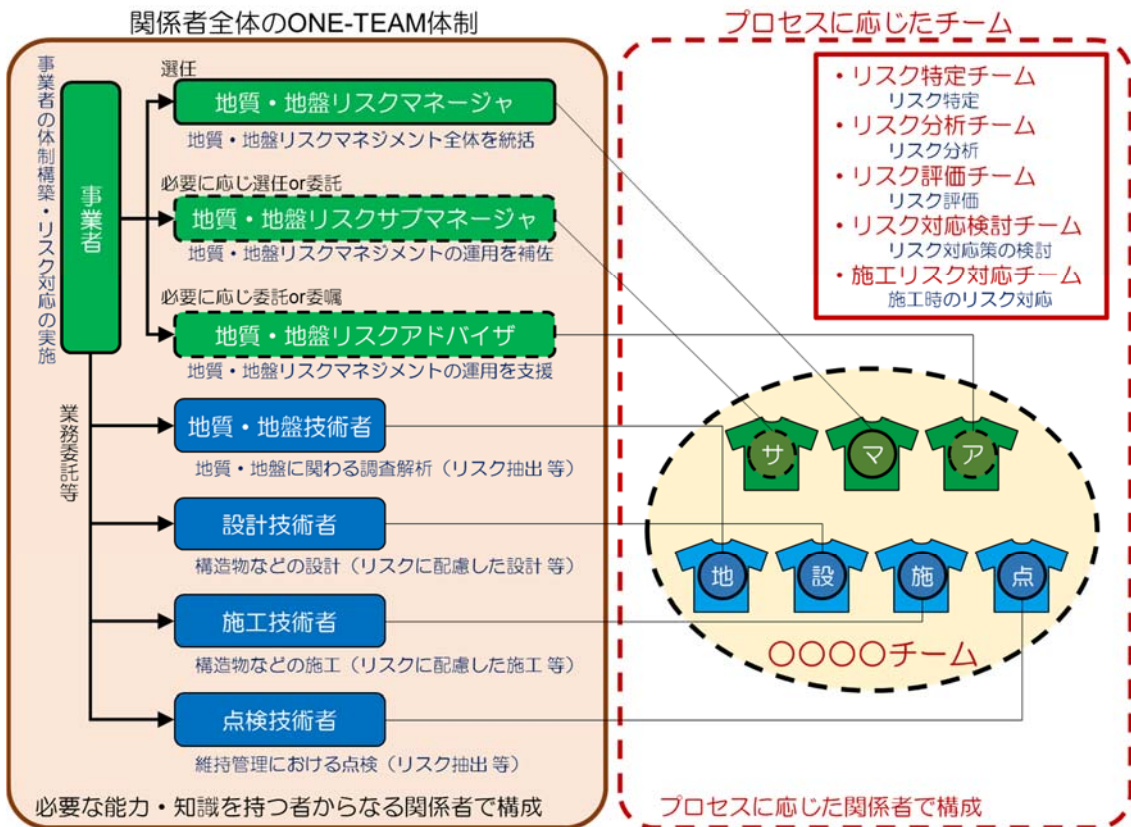 関係者全体のONE-TEAM体制
事業者の体制構築・リスク対応の実施
事業者
選任
地質・地盤リスクマネージャ
地質・地盤リスクマネジメント全体を統括
必要に応じ選任or委託
地質・地盤リスクサブマネージャ
地質・地盤リスクマネジメントの運用を補佐
必要に応じ委託or委嘱
地質・地盤リスクアドバイザ
地質・地盤リスクマネジメントの運用を支援
業務委託等
地質・地盤技術者
地質・地盤に関わる調査解析（リスク抽出 等）
設計技術者
構造物などの設計（リスクに配慮した設計 等）
施工技術者
構造物などの施工（リスクに配慮した施工 等）
点検技術者
維持管理における点検（リスク抽出 等）
必要な能力・知識を持つ者からなる関係者で構成
プロセスに応じたチーム
・リスク特定チーム
リスク特定
・リスク分析チーム
リスク分析
・リスク評価チーム
リスク評価
・リスク対応検討チーム
リスク対応策の検討
・施工リスク対応チーム
施工時のリスク対応
サ
マ
ア
地
設
施
点
〇〇〇〇チーム
プロセスに応じた関係者で構成